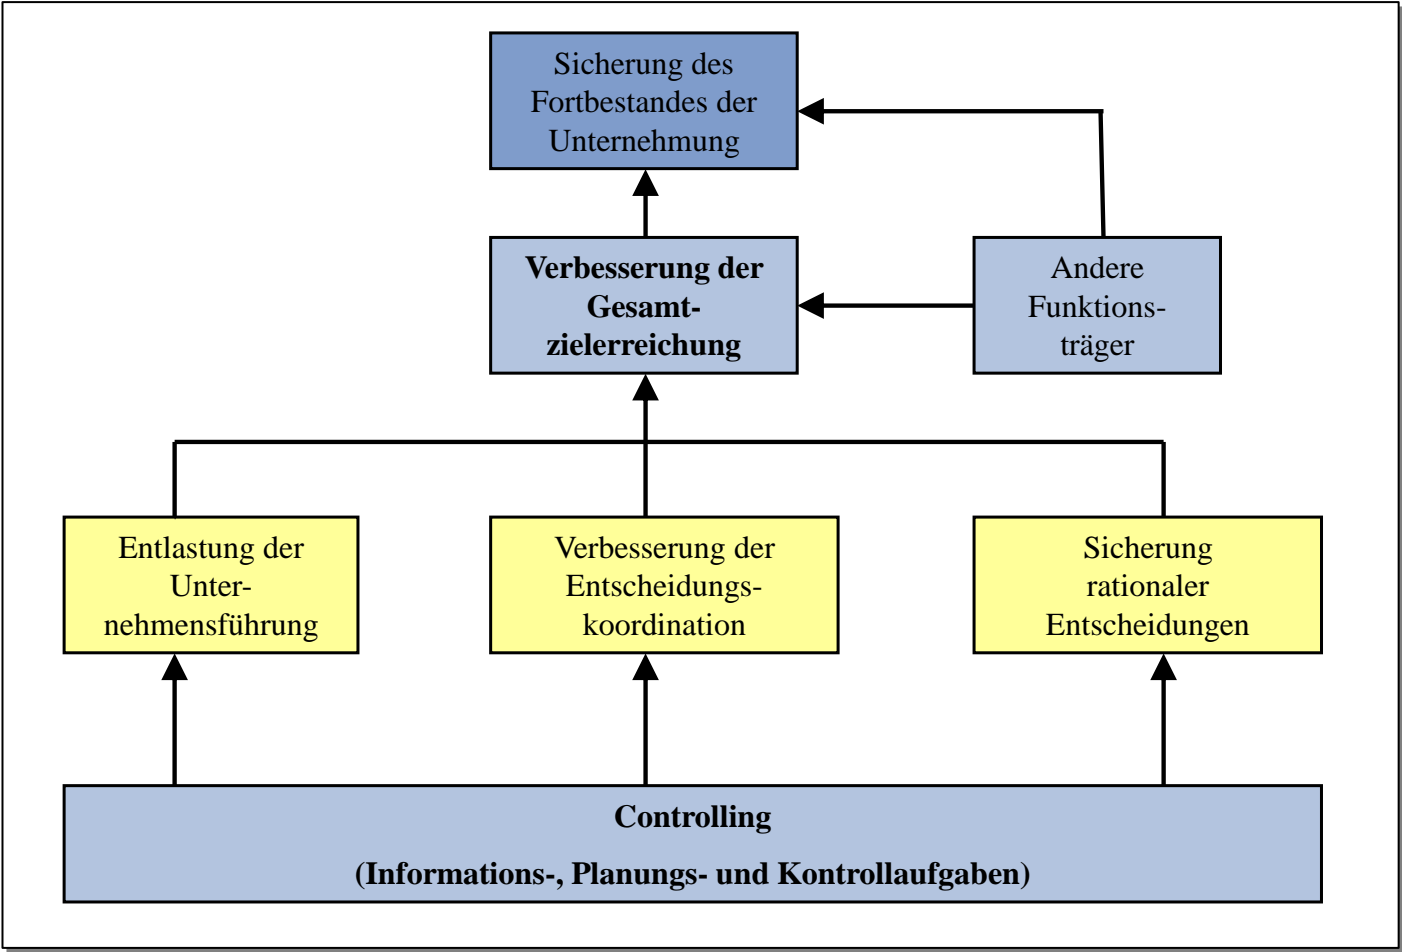 Sicherung des
Fortbestandes der
Unternehmung
Verbesserung der
Gesamt-
zielerreichung
Andere
Funktions-
träger
Entlastung der
Unter-
nehmensführung
Verbesserung der
Entscheidungs-
koordination
Sicherung
rationaler
Entscheidungen
Controlling
(Informations-, Planungs- und Kontrollaufgaben)